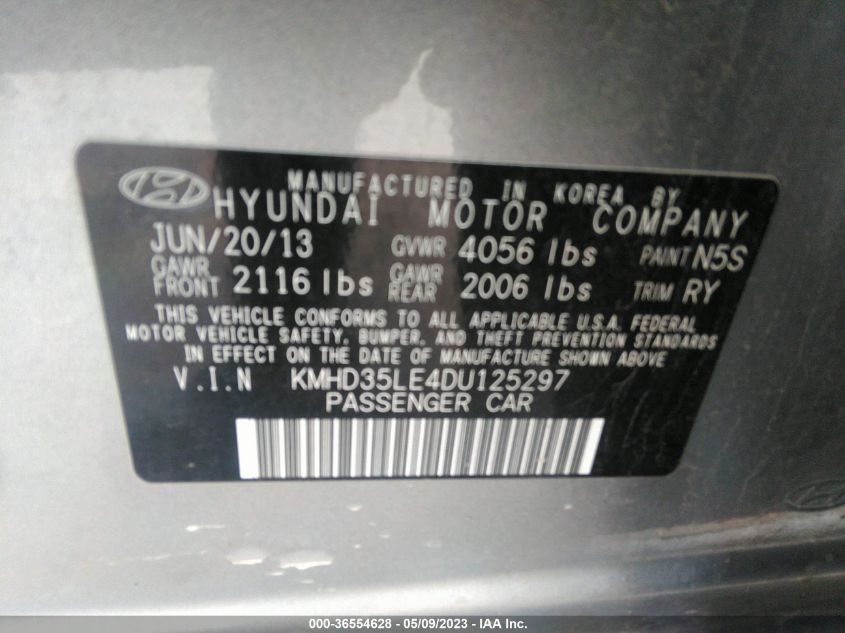 MANUFACTURED IN KOREA BY
HYUNDAI MOTOR COMPANY
JUN/20/13 GVWR 4056 lbs PAINT N5S
GAWR FRONT 2116 lbs GAWR REAR 2006 lbs TRIM RY
THIS VEHICLE CONFORMS TO ALL APPLICABLE U.S.A. FEDERAL
MOTOR VEHICLE SAFETY, BUMPER, AND THEFT PREVENTION STANDARDS
IN EFFECT ON THE DATE OF MANUFACTURE SHOWN ABOVE.
V.I.N KMHD35LE4DU125297
PASSENGER CAR
000-36554628 - 05/09/2023 - IAA Inc.